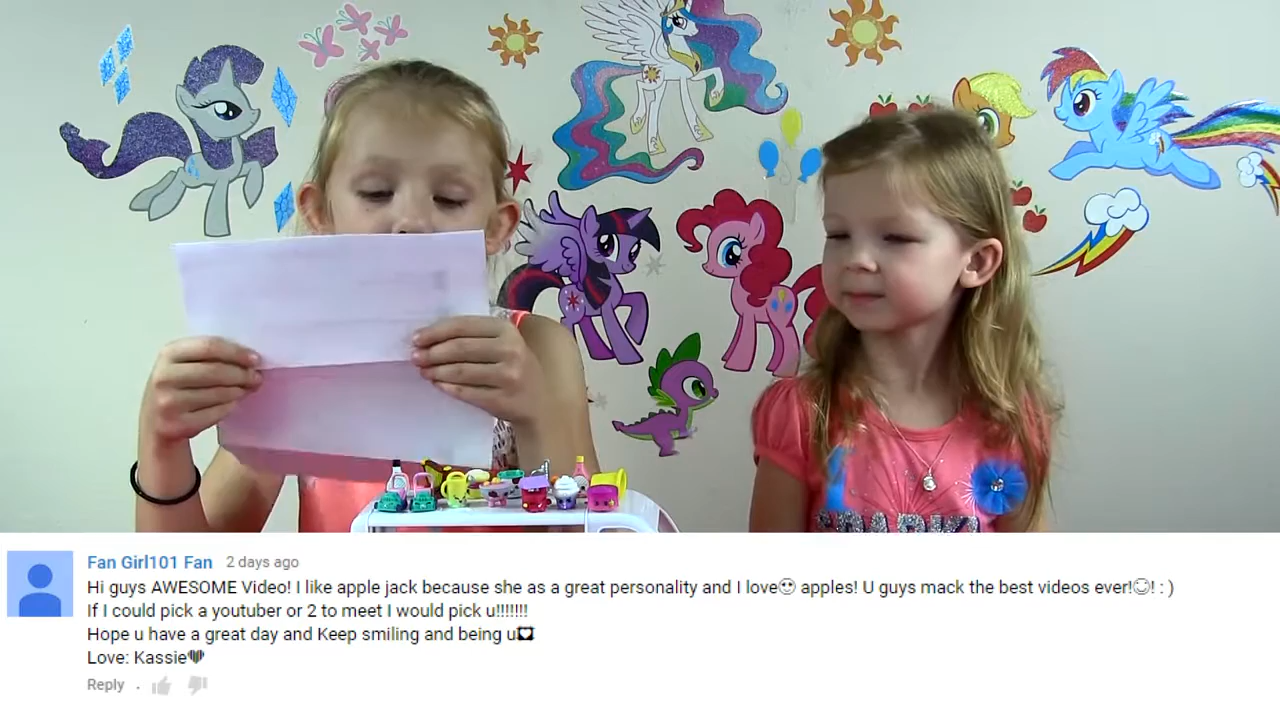 SPARKL
Fan Girl101 Fan 2 days ago
Hi guys AWESOME Video! I like apple jack because she as a great personality and I love🙂 apples! U guys mack the best videos ever!😊! : )
If I could pick a youtuber or 2 to meet I would pick u!!!!!!!
Hope u have a great day and Keep smiling and being u💟
Love: Kassie💗
Reply .